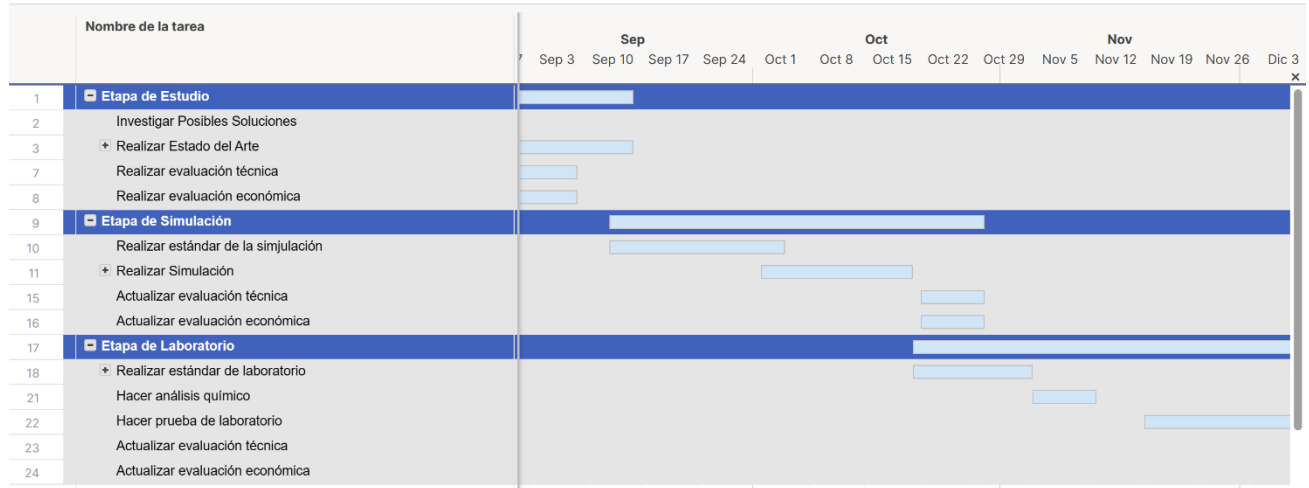 Nombre de la tarea
Sep Oct Nov
7 Sep 3 Sep 10 Sep 17 Sep 24 Oct 1 Oct 8 Oct 15 Oct 22 Oct 29 Nov 5 Nov 12 Nov 19 Nov 26 Dic 3
1 Etapa de Estudio
2 Investigar Posibles Soluciones
3 Realizar Estado del Arte
7 Realizar evaluación técnica
8 Realizar evaluación económica
9 Etapa de Simulación
10 Realizar estándar de la simjulación
11 Realizar Simulación
15 Actualizar evaluación técnica
16 Actualizar evaluación económica
17 Etapa de Laboratorio
18 Realizar estándar de laboratorio
21 Hacer análisis químico
22 Hacer prueba de laboratorio
23 Actualizar evaluación técnica
24 Actualizar evaluación económica